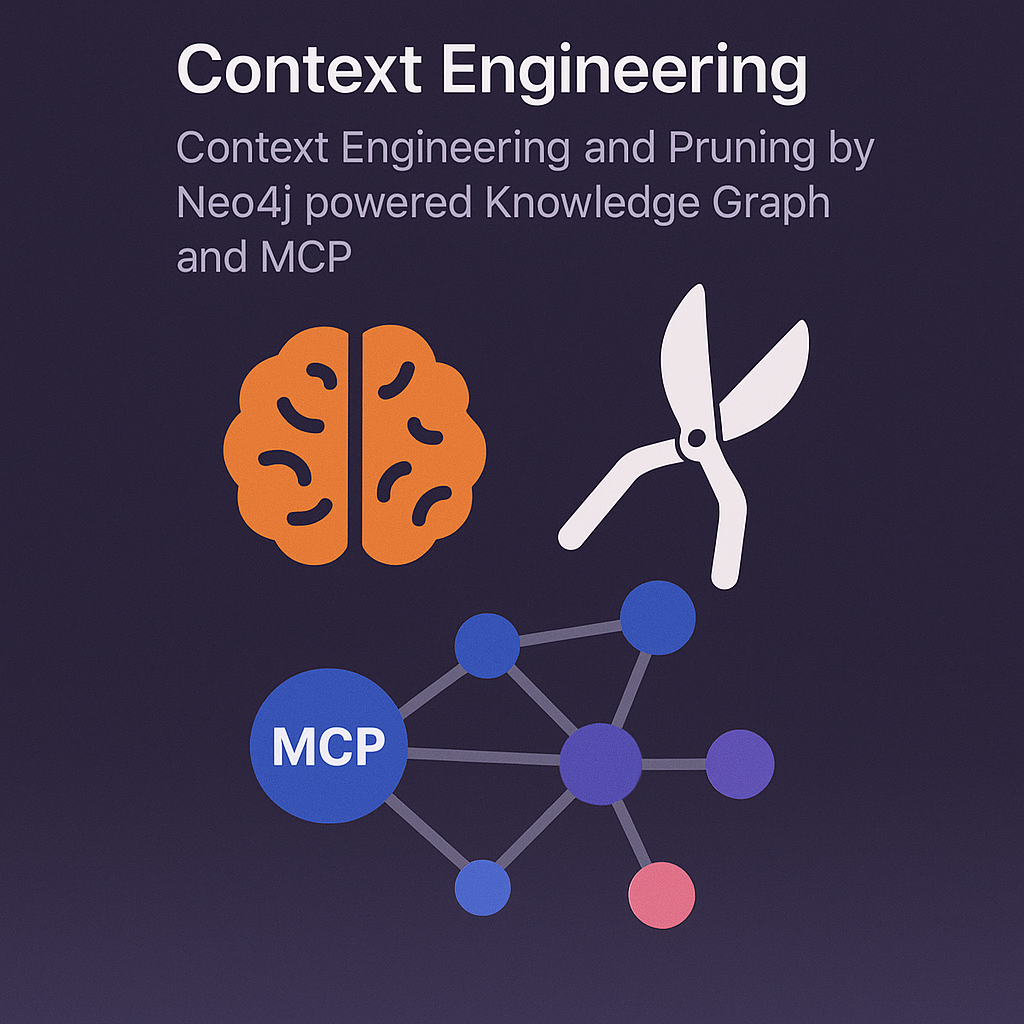 Context Engineering
Context Engineering and Pruning by
Neo4j powered Knowledge Graph
and MCP
MCP